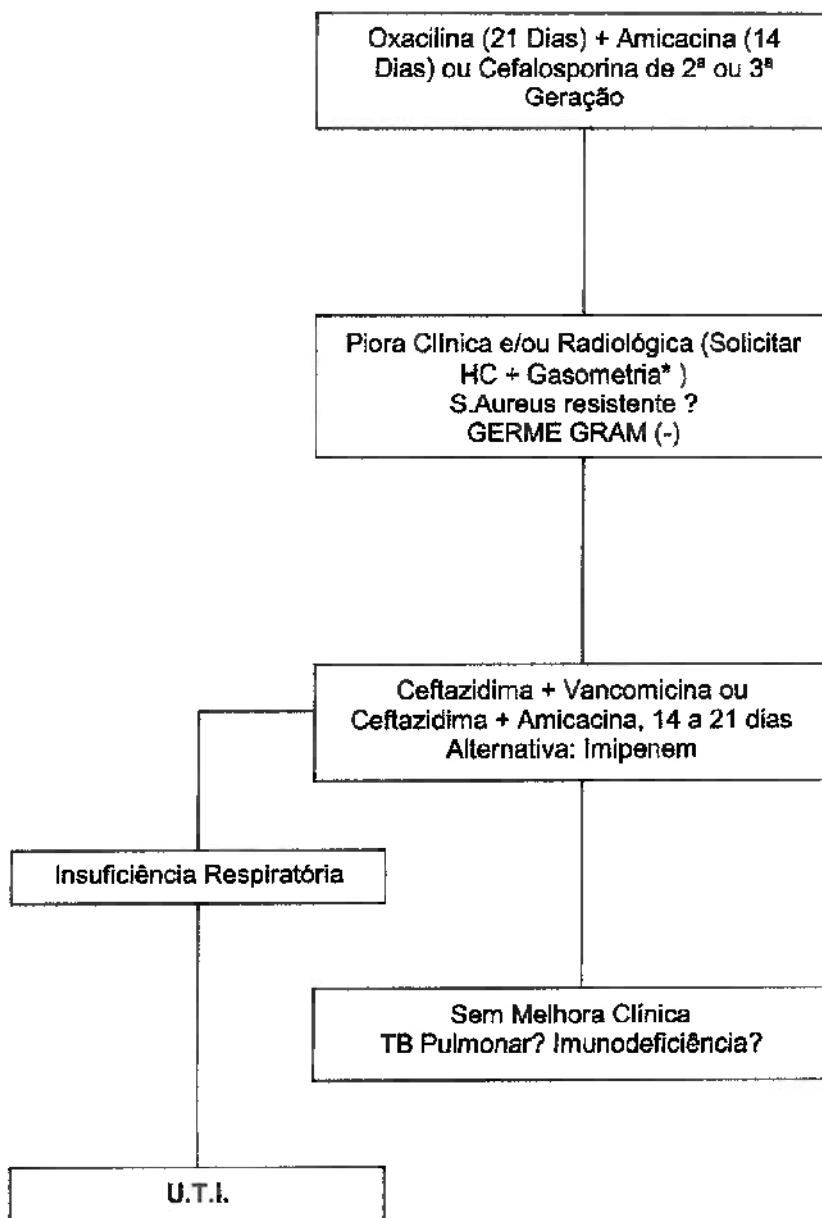 Oxacilina (21 Dias) + Amicacina (14
Dias) ou Cefalosporina de 2ª ou 3ª
Geração
Piora Clínica e/ou Radiológica (Solicitar
HC + Gasometria* )
S.Aureus resistente ?
GERME GRAM (-)
Ceftazidima + Vancomicina ou
Ceftazidima + Amicacina, 14 a 21 dias
Alternativa: Imipenem
Insuficiência Respiratória
Sem Melhora Clínica
TB Pulmonar? Imunodeficiência?
U.T.I.